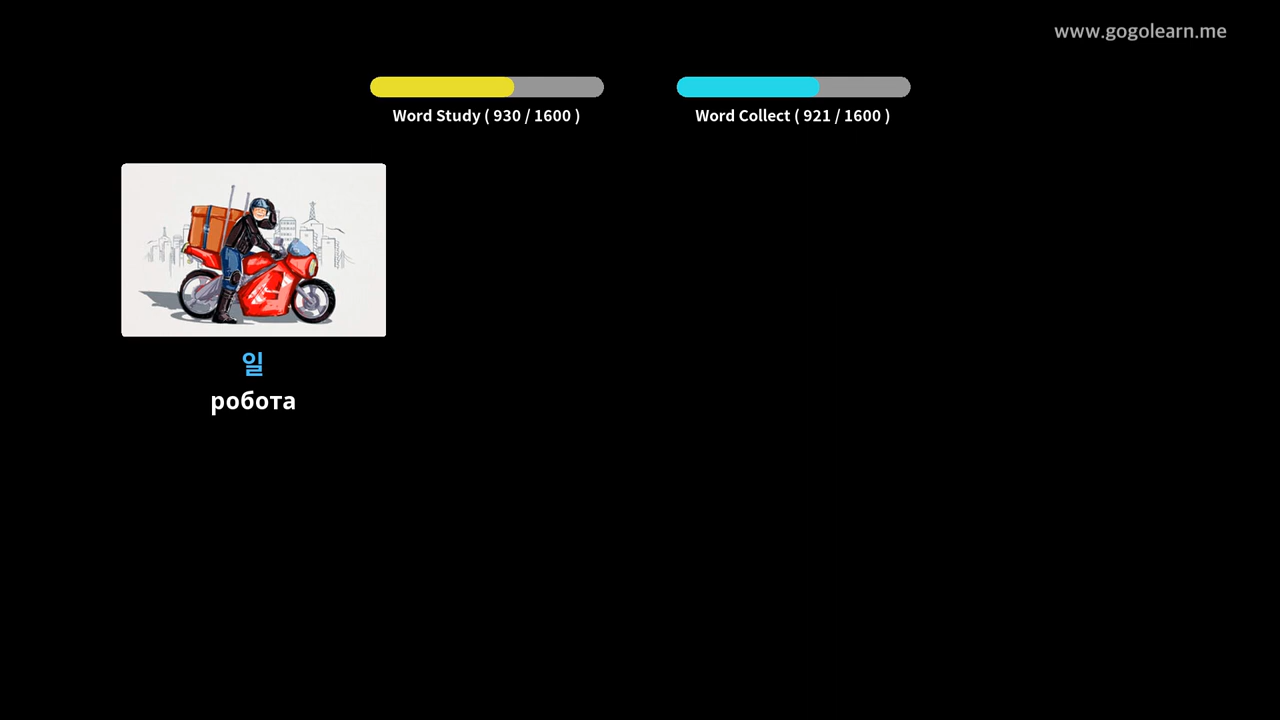 www.gogolearn.me
Word Study ( 930 / 1600 )
Word Collect ( 921 / 1600 )
일
робота